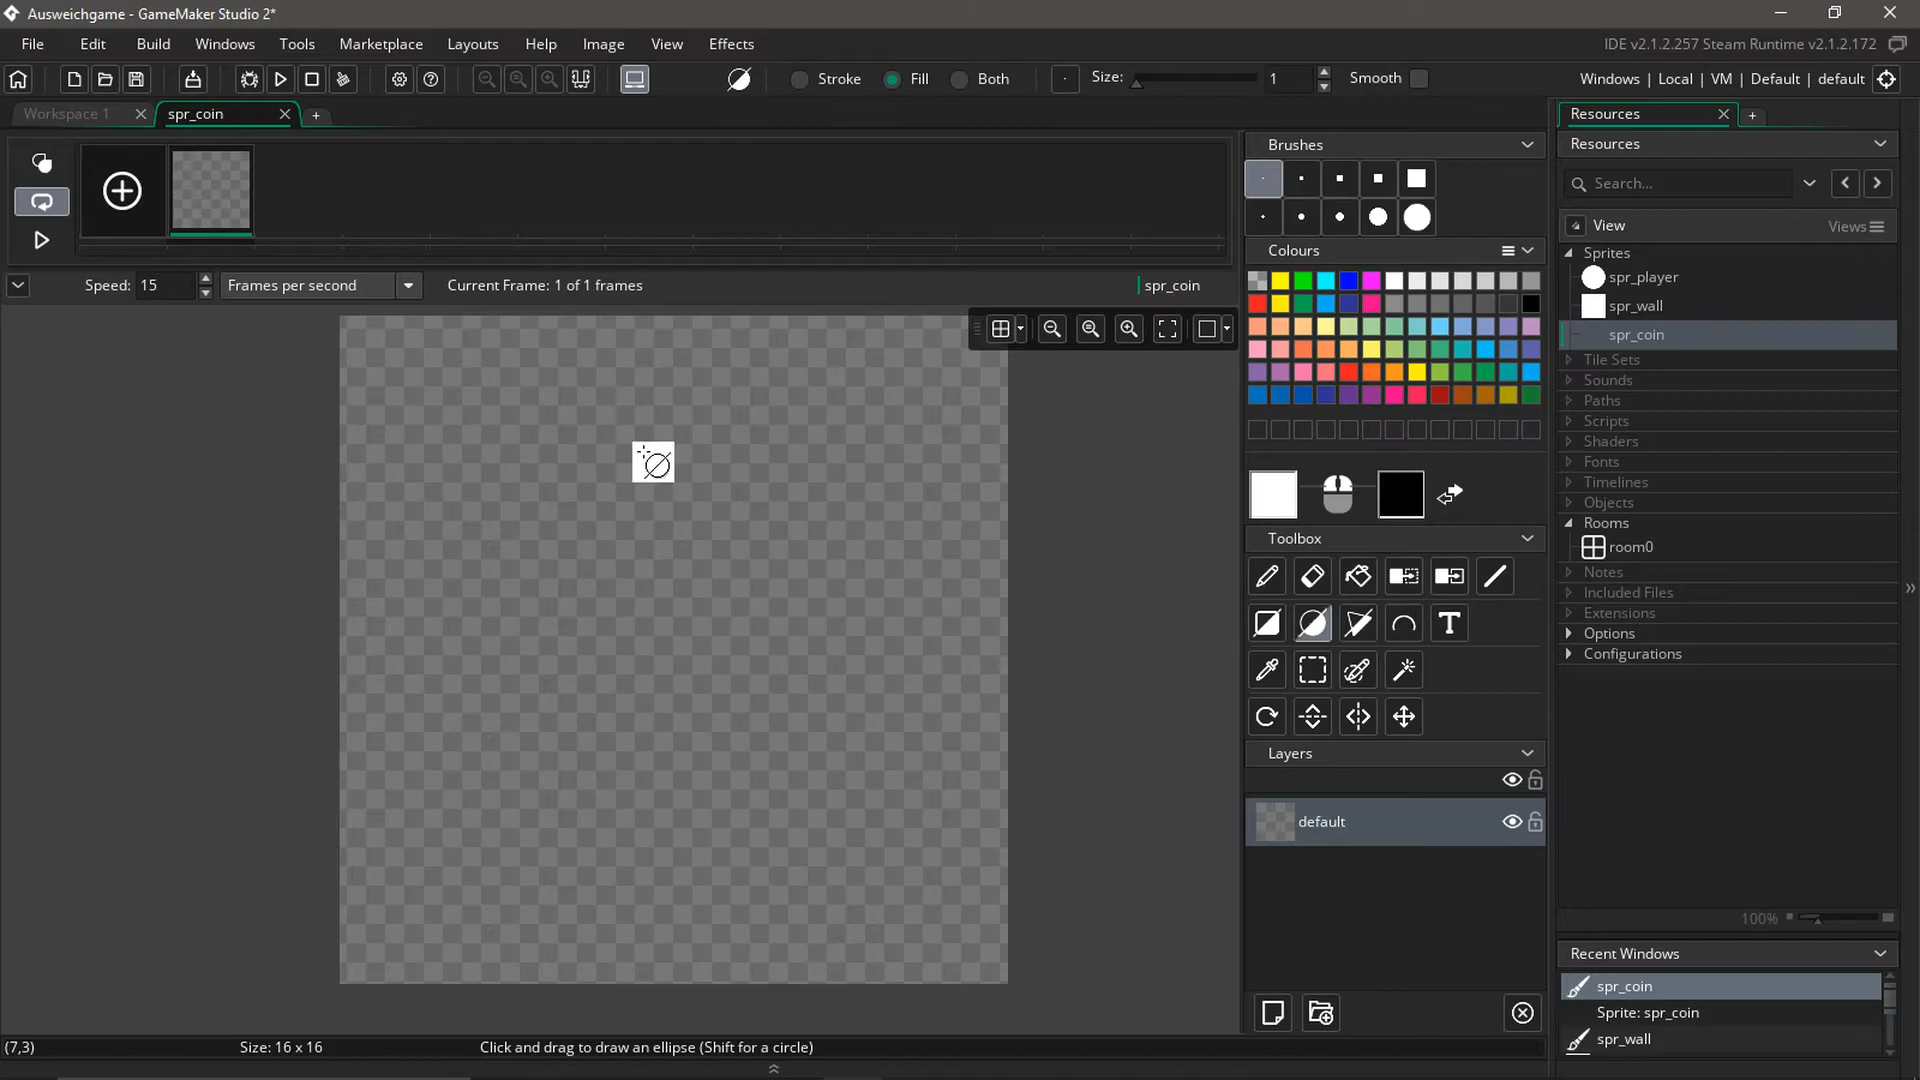 Ausweichgame - GameMaker Studio 2*
File Edit Build Windows Tools Marketplace Layouts Help Image View Effects
IDE v2.1.2.257 Steam Runtime v2.1.2.172
Stroke Fill Both Size: 1 Smooth
Windows | Local | VM | Default | default
Workspace 1
spr_coin
Speed: 15 Frames per second Current Frame: 1 of 1 frames spr_coin
Brushes
Colours
Toolbox
Layers
default
Resources
Resources
Search...
View Views
Sprites
spr_player
spr_wall
spr_coin
Tile Sets
Sounds
Paths
Scripts
Shaders
Fonts
Timelines
Objects
Rooms
room0
Notes
Included Files
Extensions
Options
Configurations
100%
Recent Windows
spr_coin
Sprite: spr_coin
spr_wall
(7,3) Size: 16 x 16 Click and drag to draw an ellipse (Shift for a circle)